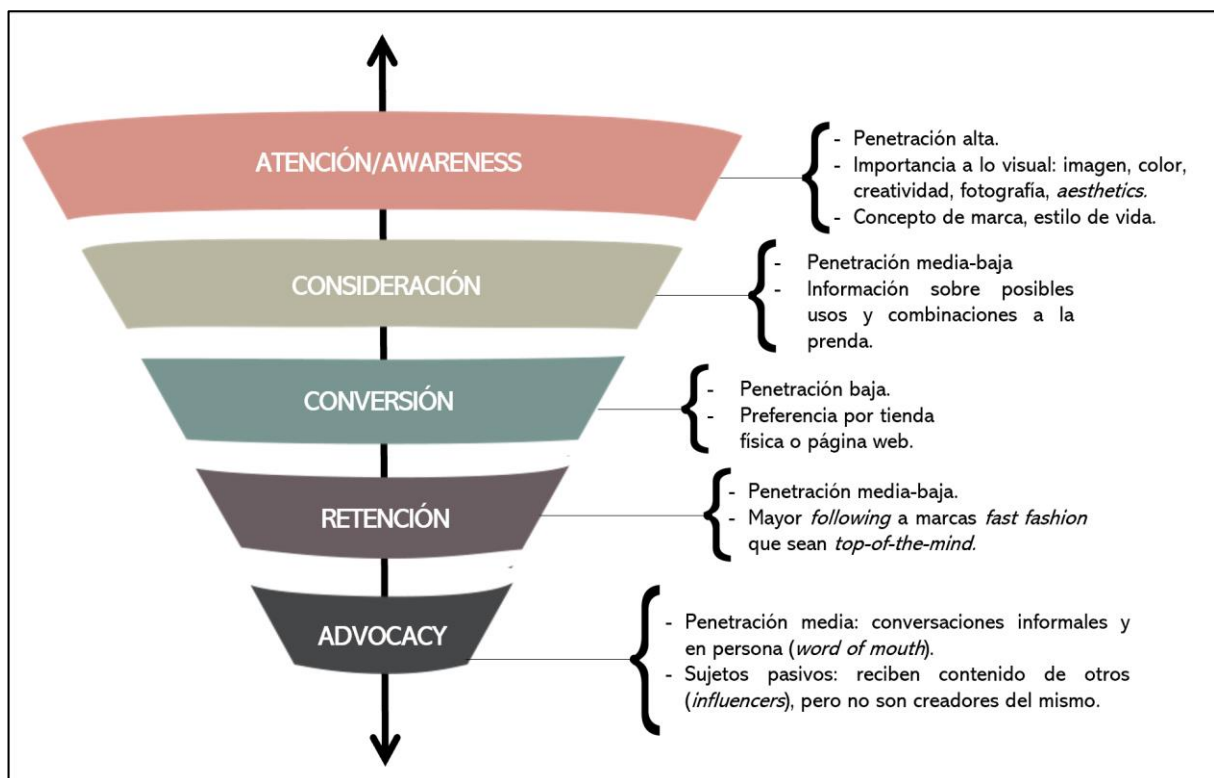 ATENCIÓN/AWARENESS
- Penetración alta.
- Importancia a lo visual: imagen, color,
creatividad, fotografía, aesthetics.
- Concepto de marca, estilo de vida.
CONSIDERACIÓN
- Penetración media-baja
- Información sobre posibles
usos y combinaciones a la
prenda.
CONVERSIÓN
- Penetración baja.
- Preferencia por tienda
física o página web.
RETENCIÓN
- Penetración media-baja.
- Mayor following a marcas fast fashion
que sean top-of-the-mind.
ADVOCACY
- Penetración media: conversaciones informales y
en persona (word of mouth).
- Sujetos pasivos: reciben contenido de otros
(influencers), pero no son creadores del mismo.